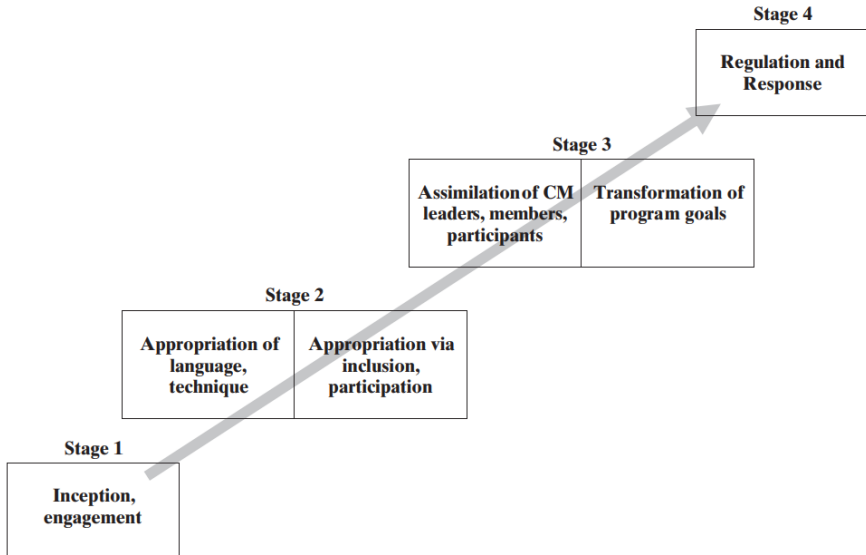 Stage 4
Regulation and
Response
Stage 3
Assimilation of CM
leaders, members,
participants
Transformation of
program goals
Stage 2
Appropriation of
language,
technique
Appropriation via
inclusion,
participation
Stage 1
Inception,
engagement